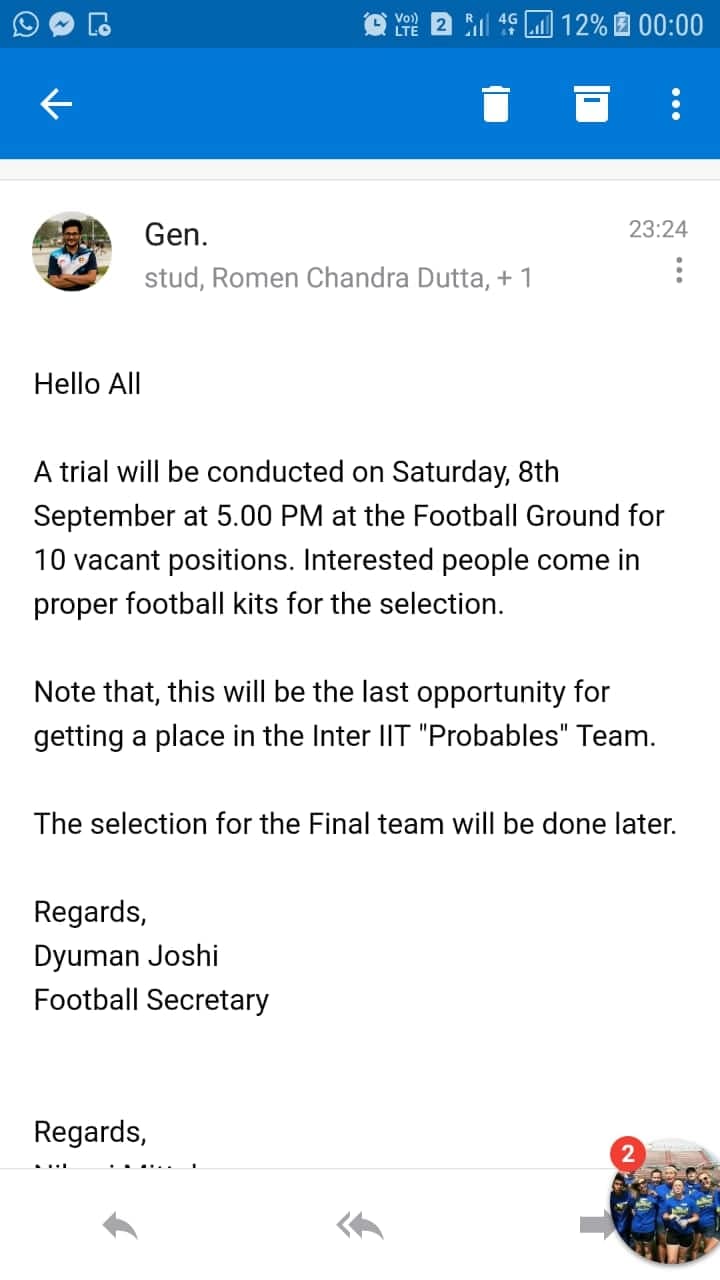 Vo))
LTE
2
R
4G
12%
00:00
Gen.
23:24
stud, Romen Chandra Dutta, + 1
Hello All
A trial will be conducted on Saturday, 8th
September at 5.00 PM at the Football Ground for
10 vacant positions. Interested people come in
proper football kits for the selection.
Note that, this will be the last opportunity for
getting a place in the Inter IIT "Probables" Team.
The selection for the Final team will be done later.
Regards,
Dyuman Joshi
Football Secretary
Regards,
2